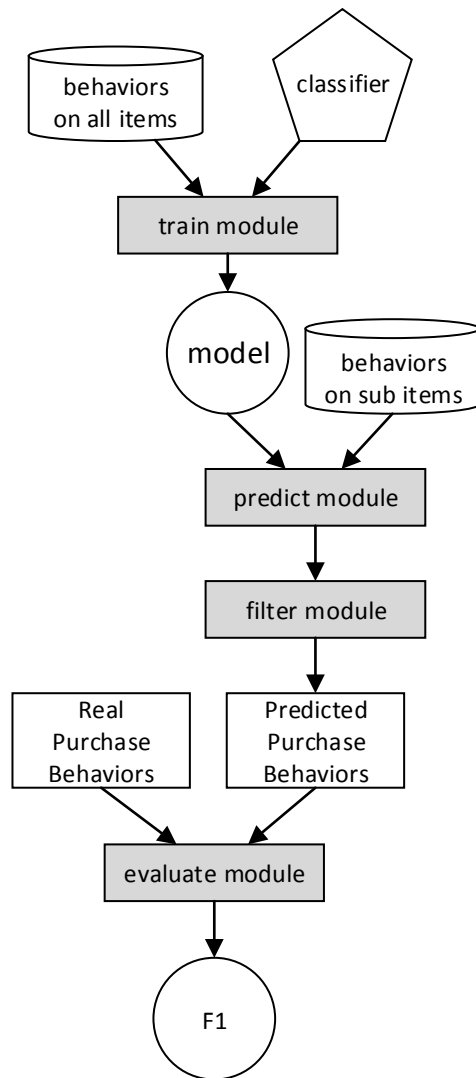 behaviors
on all items
classifier
train module
model
behaviors
on sub items
predict module
filter module
Real
Purchase
Behaviors
Predicted
Purchase
Behaviors
evaluate module
F1